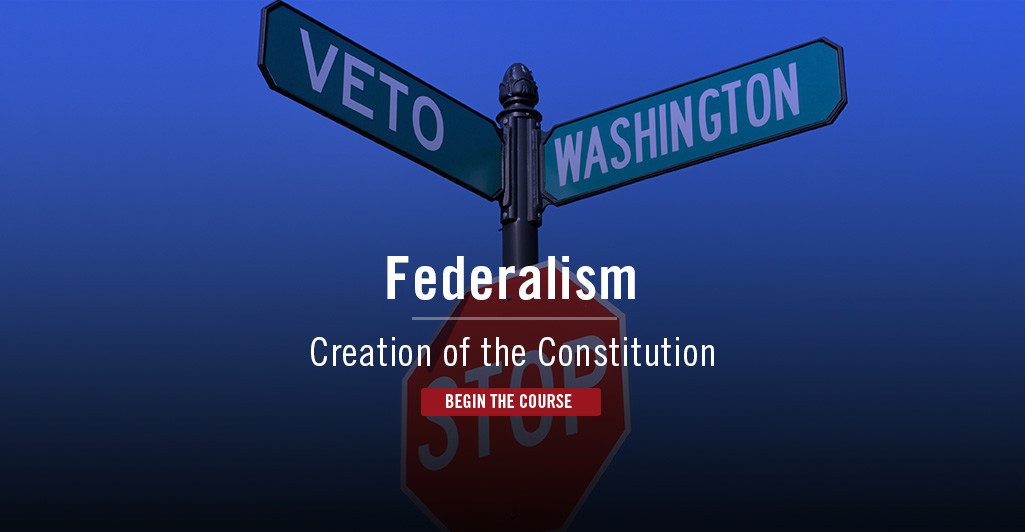 VETO
WASHINGTON
Federalism
Creation of the Constitution
STOP
BEGIN THE COURSE